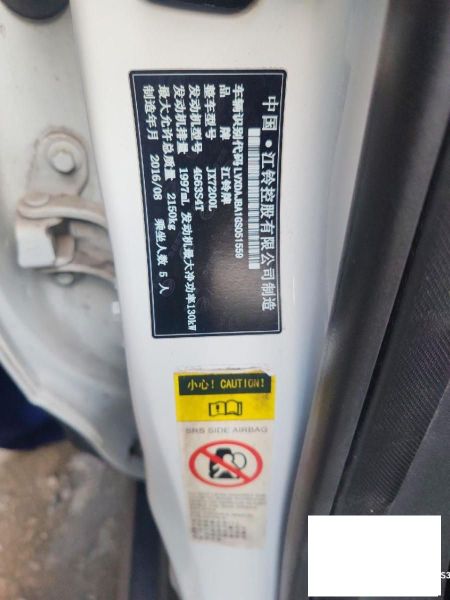 中国·江铃控股有限公司制造
车辆识别代码 LVXDAJBA1GS051559
品牌 江铃牌
整车型号 JX7200L
发动机型号 4G63S4T
发动机排量 1997mL 发动机最大净功率130kW
最大允许总质量 2150kg
制造年月 2016/08 乘坐人数 5 人
小心! CAUTION!
SRS SIDE AIRBAG